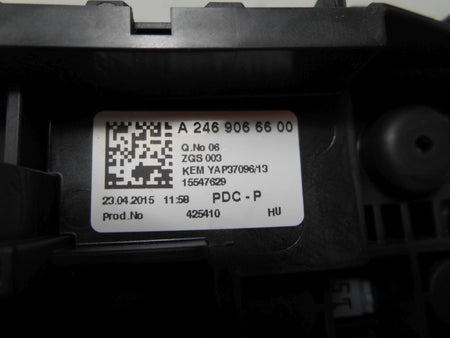 A 246 906 66 00
Q.No 06
ZGS 003
KEM YAP37096/13
15547629
23.04.2015 11:58 PDC - P
Prod.No 425410 HU